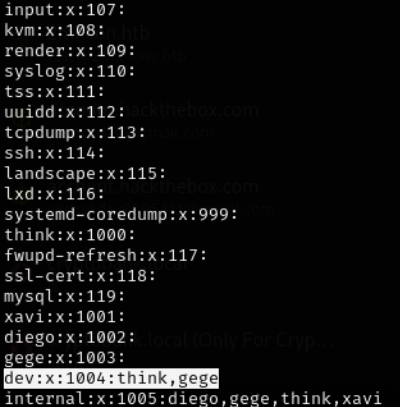 input:x:107:
kvm:x:108:
render:x:109:
syslog:x:110:
tss:x:111:
uuidd:x:112:
tcpdump:x:113:
ssh:x:114:
landscape:x:115:
lxd:x:116:
systemd-coredump:x:999:
think:x:1000:
fwupd-refresh:x:117:
ssl-cert:x:118:
mysql:x:119:
xavi:x:1001:
diego:x:1002:
gege:x:1003:
dev:x:1004:think,gege
internal:x:1005:diego,gege,think,xavi